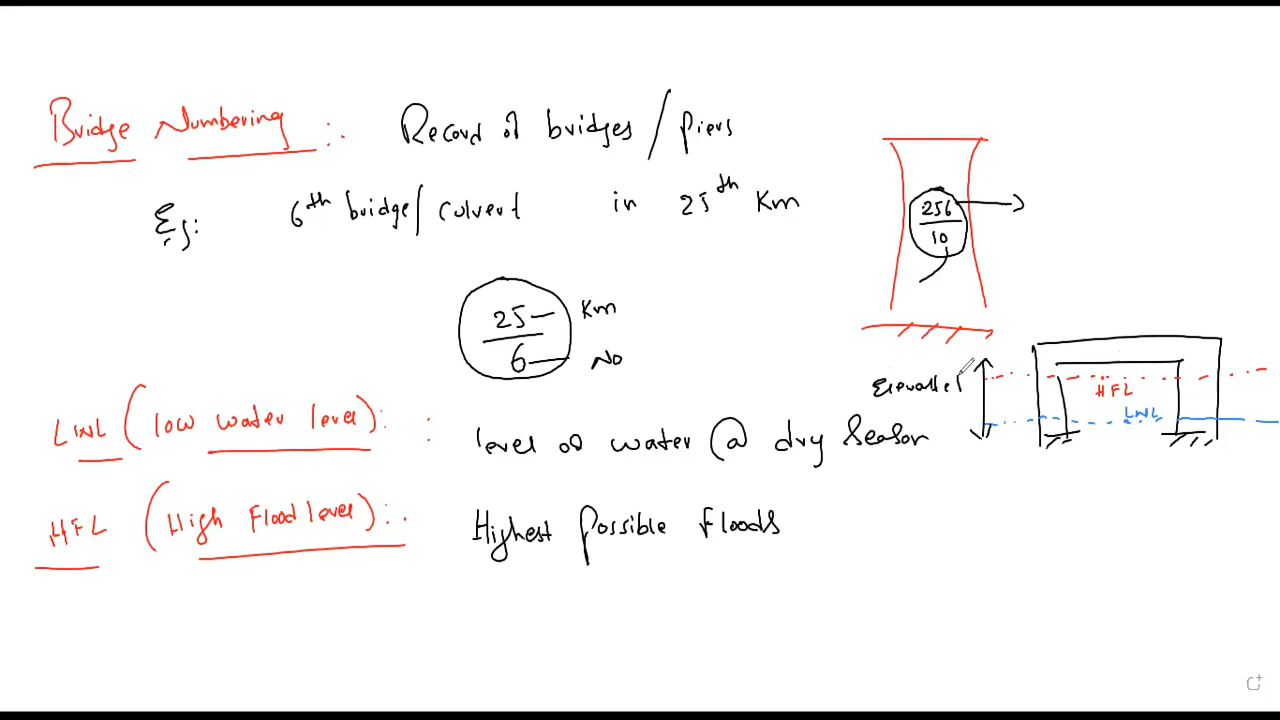 Bridge Numbering :. Record of bridges / piers
Eg: 6th bridge / culvert in 25th Km
256
10
25 Km
6 No
LWL (low water level) : : level of water @ dry Season
HFL
LWL
HFL (High Flood level) :. Highest possible floods